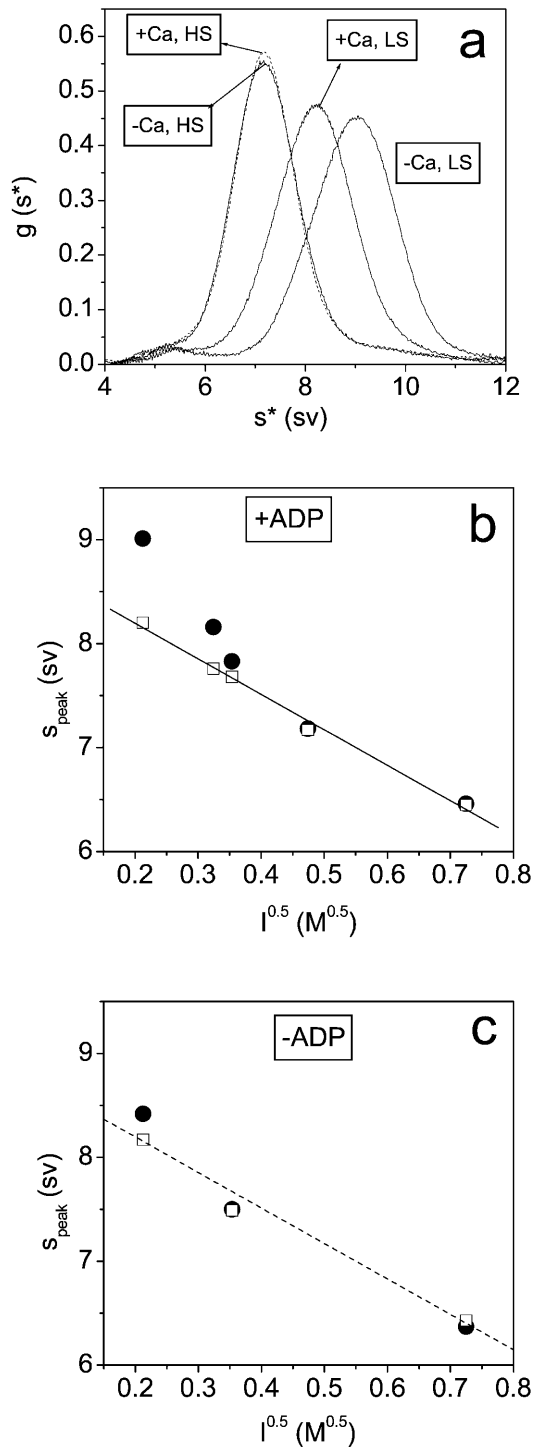 a
+Ca, HS
+Ca, LS
-Ca, HS
-Ca, LS
0.6
0.5
0.4
0.3
0.2
0.1
0.0
g (s*)
4 6 8 10 12
s* (sv)
b
+ADP
9
8
7
6
s_peak (sv)
0.2 0.3 0.4 0.5 0.6 0.7 0.8
I^0.5 (M^0.5)
c
-ADP
9
8
7
6
s_peak (sv)
0.2 0.3 0.4 0.5 0.6 0.7 0.8
I^0.5 (M^0.5)